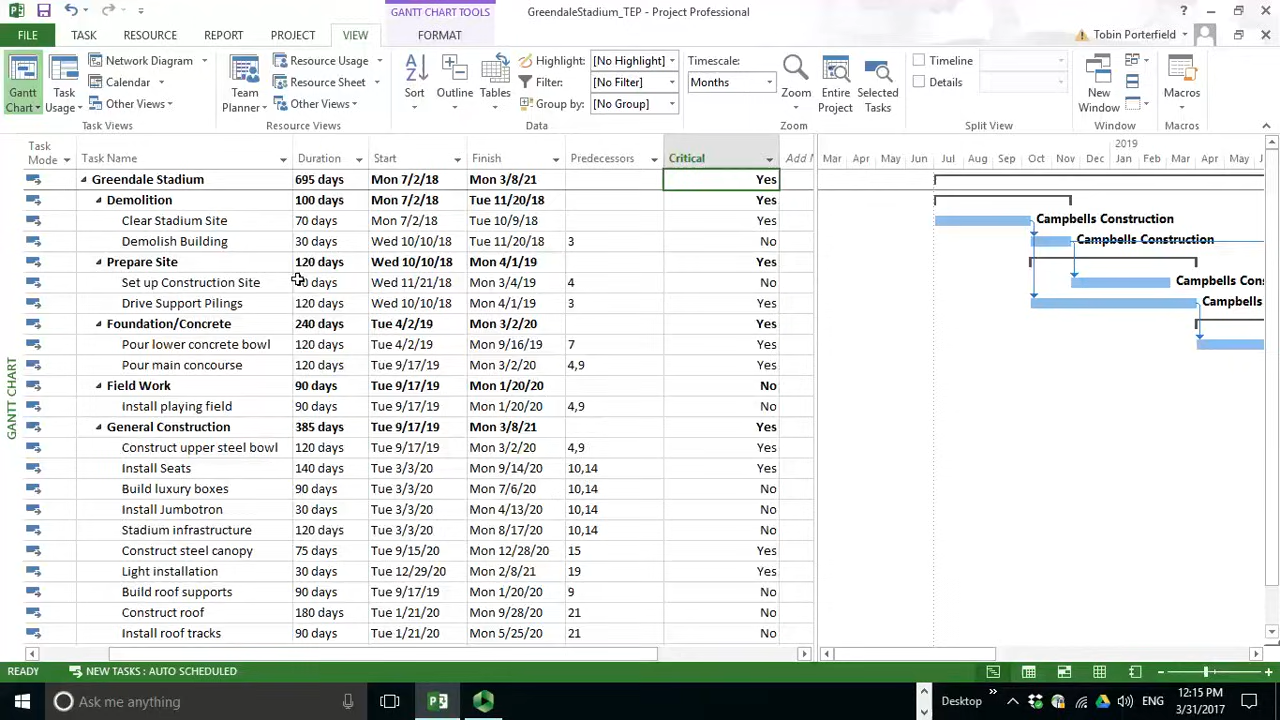 GANTT CHART TOOLS
GreendaleStadium_TEP - Project Professional
FILE TASK RESOURCE REPORT PROJECT VIEW FORMAT
Tobin Porterfield
Gantt Chart
Task Usage
Network Diagram
Calendar
Other Views
Task Views
Team Planner
Resource Usage
Resource Sheet
Other Views
Resource Views
Sort
Outline
Tables
Highlight: [No Highlight]
Filter: [No Filter]
Group by: [No Group]
Data
Timescale:
Months
Zoom
Entire Project
Selected Tasks
Zoom
Timeline
Details
Split View
New Window
Window
Macros
Macros
Task Mode Task Name Duration Start Finish Predecessors Critical Add N
2019
Mar Apr May Jun Jul Aug Sep Oct Nov Dec Jan Feb Mar Apr May Ju
Greendale Stadium 695 days Mon 7/2/18 Mon 3/8/21 Yes
Demolition 100 days Mon 7/2/18 Tue 11/20/18 Yes
Clear Stadium Site 70 days Mon 7/2/18 Tue 10/9/18 Yes Campbells Construction
Demolish Building 30 days Wed 10/10/18 Tue 11/20/18 3 No Campbells Construction
Prepare Site 120 days Wed 10/10/18 Mon 4/1/19 Yes
Set up Construction Site 0 days Wed 11/21/18 Mon 3/4/19 4 No Campbells Const
Drive Support Pilings 120 days Wed 10/10/18 Mon 4/1/19 3 Yes Campbells
Foundation/Concrete 240 days Tue 4/2/19 Mon 3/2/20 Yes
Pour lower concrete bowl 120 days Tue 4/2/19 Mon 9/16/19 7 Yes
Pour main concourse 120 days Tue 9/17/19 Mon 3/2/20 4,9 Yes
Field Work 90 days Tue 9/17/19 Mon 1/20/20 No
Install playing field 90 days Tue 9/17/19 Mon 1/20/20 4,9 No
General Construction 385 days Tue 9/17/19 Mon 3/8/21 Yes
Construct upper steel bowl 120 days Tue 9/17/19 Mon 3/2/20 4,9 Yes
Install Seats 140 days Tue 3/3/20 Mon 9/14/20 10,14 Yes
Build luxury boxes 90 days Tue 3/3/20 Mon 7/6/20 10,14 No
Install Jumbotron 30 days Tue 3/3/20 Mon 4/13/20 10,14 No
Stadium infrastructure 120 days Tue 3/3/20 Mon 8/17/20 10,14 No
Construct steel canopy 75 days Tue 9/15/20 Mon 12/28/20 15 Yes
Light installation 30 days Tue 12/29/20 Mon 2/8/21 19 Yes
Build roof supports 90 days Tue 9/17/19 Mon 1/20/20 9 No
Construct roof 180 days Tue 1/21/20 Mon 9/28/20 21 No
Install roof tracks 90 days Tue 1/21/20 Mon 5/25/20 21 No
GANTT CHART
READY NEW TASKS : AUTO SCHEDULED
Ask me anything
Desktop
ENG
12:15 PM
3/31/2017